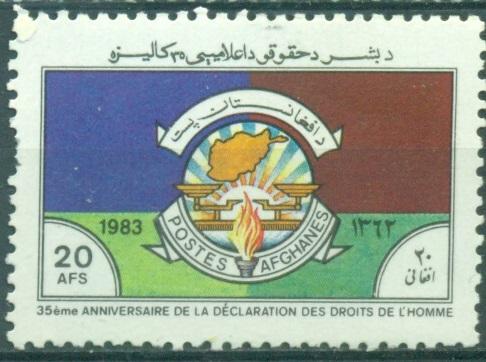 د بشر د حقوقو د اعلامیې ۳۵ کالیزه
د افغانستان پست
1983
POSTES AFGHANES
۱۳۶۲
20
AFS
۲۰
افغانی
35ème ANNIVERSAIRE DE LA DÉCLARATION DES DROITS DE L'HOMME